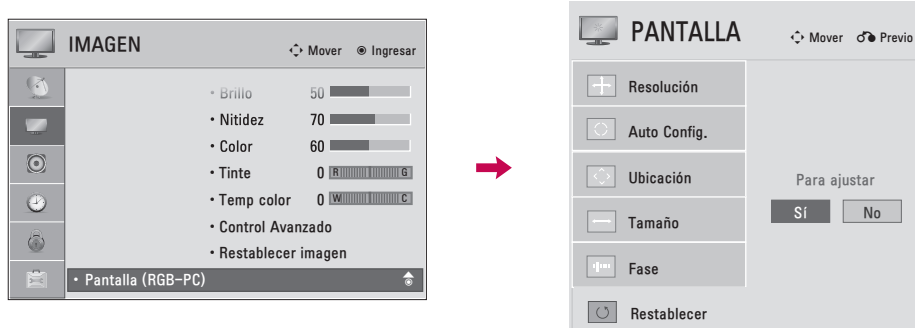 IMAGEN
Mover Ingresar
• Brillo 50
• Nitidez 70
• Color 60
• Tinte 0 R G
• Temp color 0 W C
• Control Avanzado
• Restablecer imagen
• Pantalla (RGB-PC)
PANTALLA
Mover Previo
Resolución
Auto Config.
Ubicación
Tamaño
Fase
Restablecer
Para ajustar
Sí No